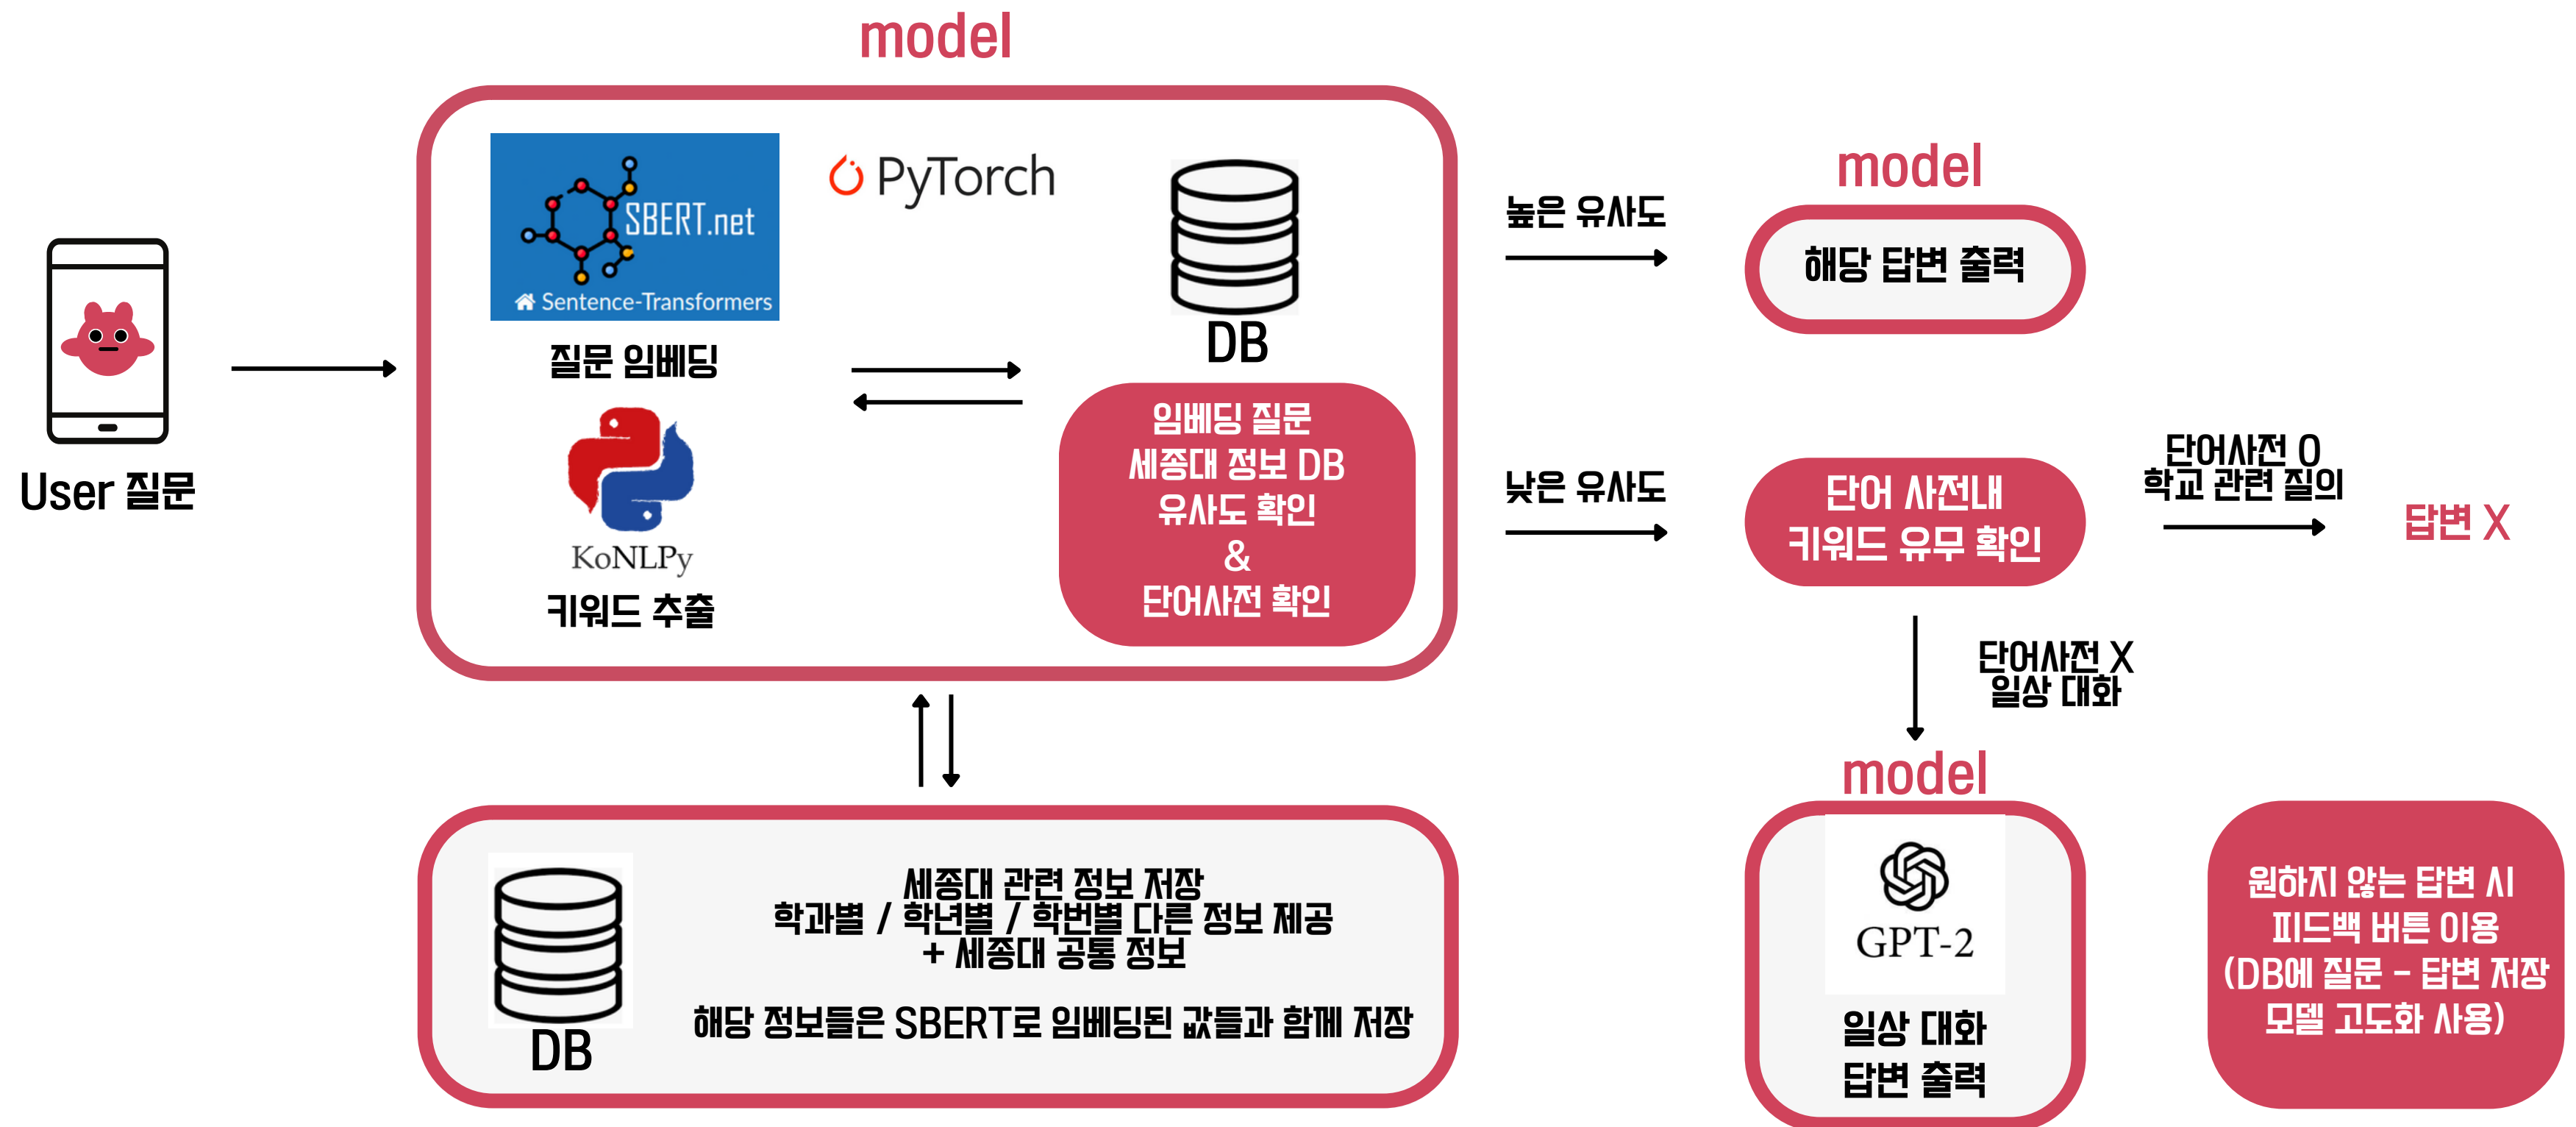 model
SBERT.net
Sentence-Transformers
PyTorch
질문 임베딩
KoNLPy
키워드 추출
DB
임베딩 질문
세종대 정보 DB
유사도 확인
&
단어사전 확인
User 질문
높은 유사도
model
해당 답변 출력
낮은 유사도
단어 사전내
키워드 유무 확인
단어사전 O
학교 관련 질의
답변 X
단어사전 X
일상 대화
model
GPT-2
일상 대화
답변 출력
원하지 않는 답변 시
피드백 버튼 이용
(DB에 질문 - 답변 저장
모델 고도화 사용)
DB
세종대 관련 정보 저장
학과별 / 학년별 / 학번별 다른 정보 제공
+ 세종대 공통 정보
해당 정보들은 SBERT로 임베딩된 값들과 함께 저장